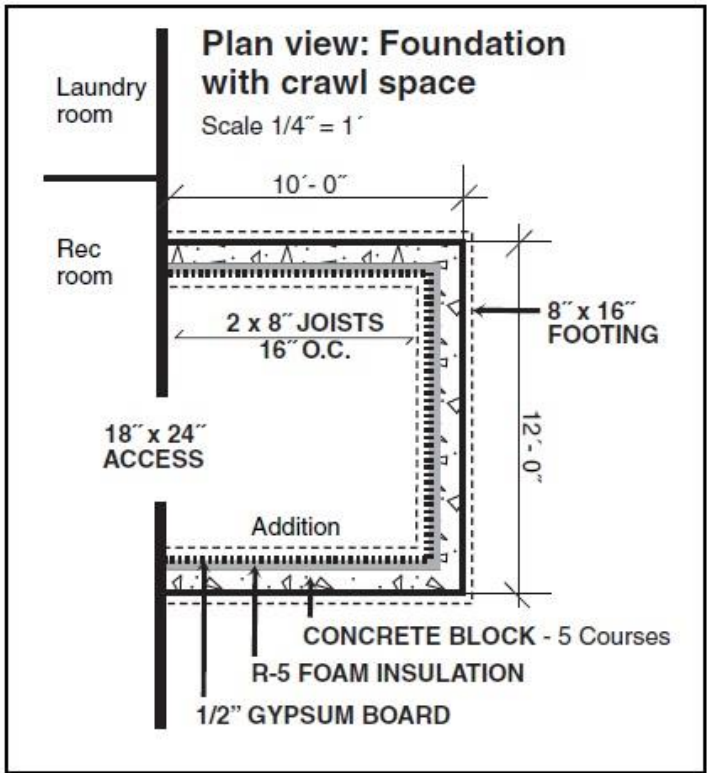 Plan view: Foundation
with crawl space
Scale 1/4″ = 1′
Laundry
room
10′- 0″
Rec
room
2 x 8″ JOISTS
16″ O.C.
8″ x 16″
FOOTING
12′- 0″
18″ x 24″
ACCESS
Addition
CONCRETE BLOCK - 5 Courses
R-5 FOAM INSULATION
1/2” GYPSUM BOARD